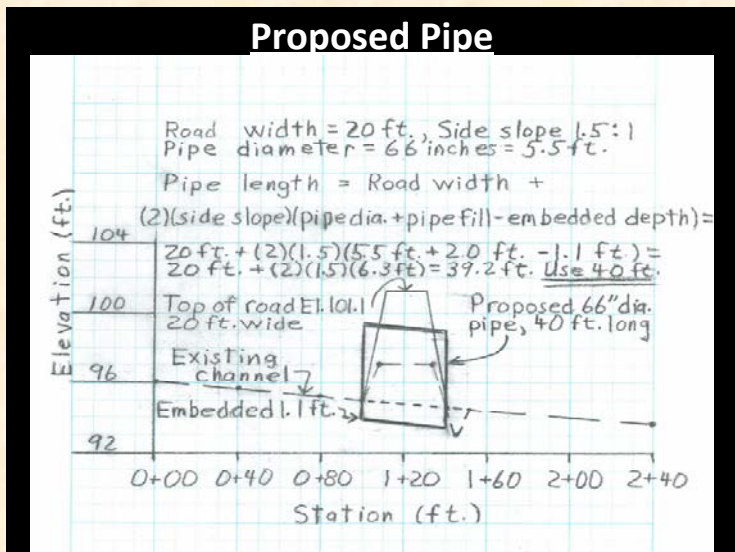 Proposed Pipe
Road width = 20 ft., Side slope 1.5:1
Pipe diameter = 66 inches = 5.5 ft.
Pipe length = Road width +
(2)(side slope)(pipe dia. + pipe fill - embedded depth) =
20 ft. + (2)(1.5)(5.5 ft. + 2.0 ft. - 1.1 ft.) =
20 ft. + (2)(1.5)(6.3ft) = 39.2 ft. Use 40 ft.
Top of road El. 101.1
20 ft. wide
Proposed 66" dia.
pipe, 40 ft. long
Existing
channel
Embedded 1.1 ft.
Elevation (ft.)
104
100
96
92
0+00 0+40 0+80 1+20 1+60 2+00 2+40
Station (ft.)